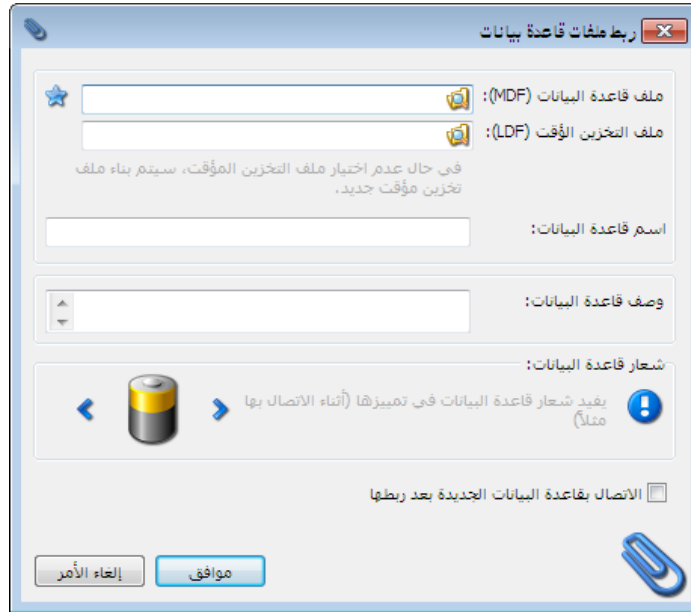 ربط ملفات قاعدة بيانات
ملف قاعدة البيانات (MDF):
ملف التخزين الؤقت (LDF):
في حال عدم اختيار ملف التخزين المؤقت، سيتم بناء ملف
تخزين مؤقت جديد.
اسم قاعدة البيانات:
وصف قاعدة البيانات:
شعار قاعدة البيانات:
يفيد شعار قاعدة البيانات في تمييزها (أثناء الاتصال بها
مثلاً)
الاتصال بقاعدة البيانات الجديدة بعد ربطها
موافق
إلغاء الأمر